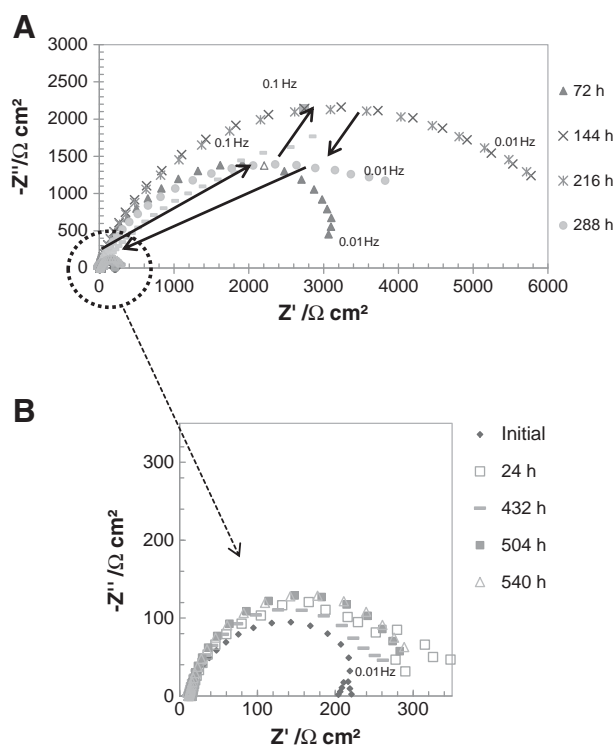 A
-Z''/Ω cm²
3000
2500
2000
1500
1000
500
0
0 1000 2000 3000 4000 5000 6000
Z' /Ω cm²
0.1 Hz
0.1 Hz
0.01Hz
0.01Hz
0.01Hz
72 h
144 h
216 h
288 h
B
-Z'' /Ω cm²
300
200
100
0
0 100 200 300
Z' /Ω cm²
0.01Hz
Initial
24 h
432 h
504 h
540 h